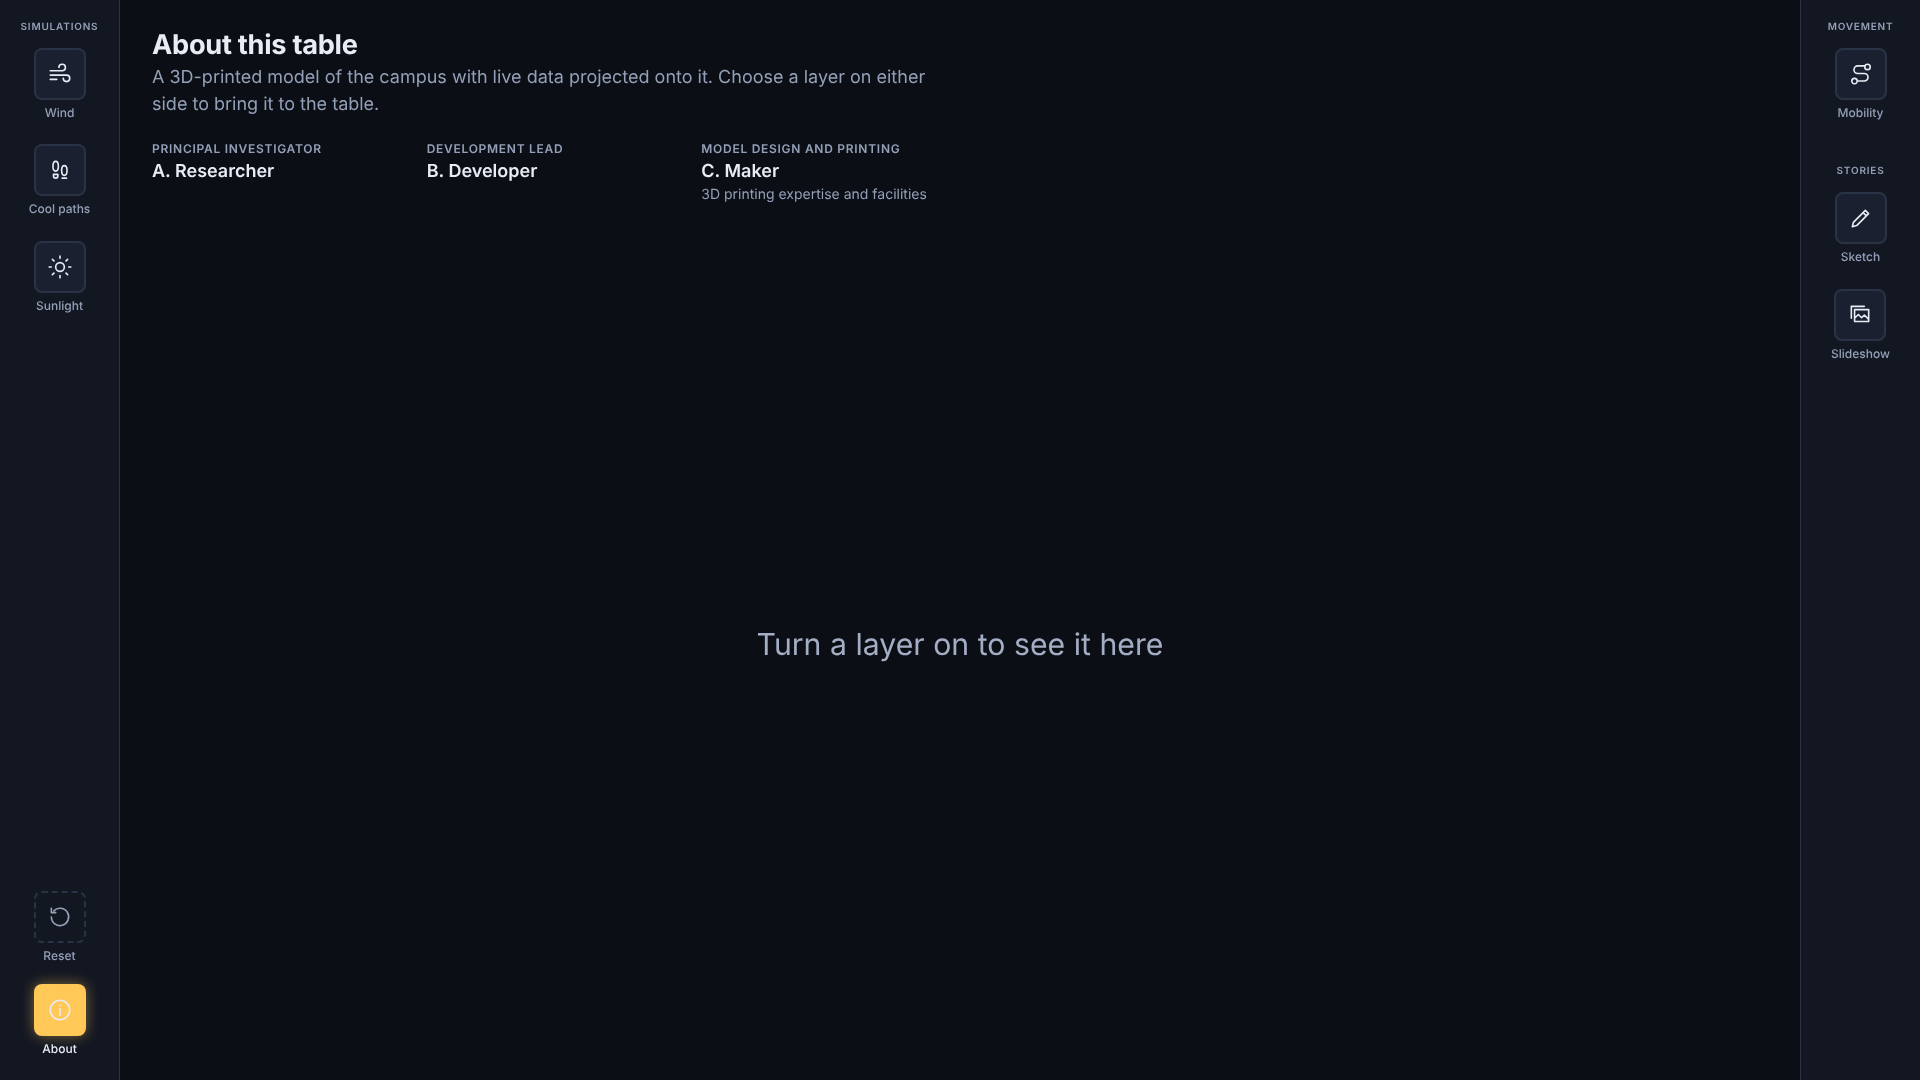 SIMULATIONS
Wind
Cool paths
Sunlight
Reset
About
About this table
A 3D-printed model of the campus with live data projected onto it. Choose a layer on either
side to bring it to the table.
PRINCIPAL INVESTIGATOR
A. Researcher
DEVELOPMENT LEAD
B. Developer
MODEL DESIGN AND PRINTING
C. Maker
3D printing expertise and facilities
Turn a layer on to see it here
MOVEMENT
Mobility
STORIES
Sketch
Slideshow